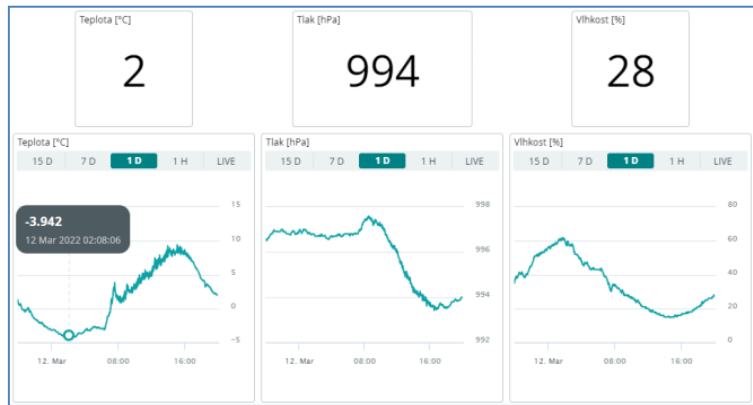 Teplota [°C]
2
Tlak [hPa]
994
Vlhkost [%]
28
Teplota [°C]
15 D 7 D 1 D 1 H LIVE
-3.942
12 Mar 2022 02:08:06
15
10
5
0
-5
12. Mar 08:00 16:00
Tlak [hPa]
15 D 7 D 1 D 1 H LIVE
998
996
994
992
12. Mar 08:00 16:00
Vlhkost [%]
15 D 7 D 1 D 1 H LIVE
80
60
40
20
0
12. Mar 08:00 16:00